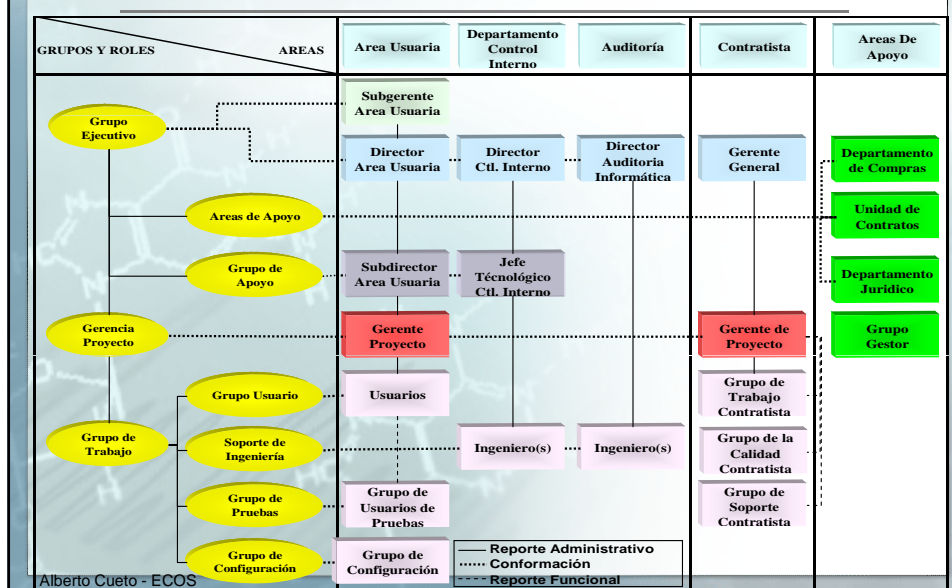 GRUPOS Y ROLES
AREAS
Area Usuaria
Departamento
Control
Interno
Auditoría
Contratista
Areas De
Apoyo
Subgerente
Area Usuaria
Grupo
Ejecutivo
Director
Area Usuaria
Director
Ctl. Interno
Director
Auditoria
Informática
Gerente
General
Departamento
de Compras
Areas de Apoyo
Unidad de
Contratos
Grupo de
Apoyo
Subdirector
Area Usuaria
Jefe
Técnológico
Ctl. Interno
Departamento
Juridico
Gerencia
Proyecto
Gerente
Proyecto
Gerente de
Proyecto
Grupo
Gestor
Grupo Usuario
Usuarios
Grupo de
Trabajo
Contratista
Grupo de
Trabajo
Soporte de
Ingeniería
Ingeniero(s)
Ingeniero(s)
Grupo de la
Calidad
Contratista
Grupo de
Pruebas
Grupo de
Usuarios de
Pruebas
Grupo de
Soporte
Contratista
Grupo de
Configuración
Grupo de
Configuración
Reporte Administrativo
Conformación
Reporte Funcional
Alberto Cueto - ECOS